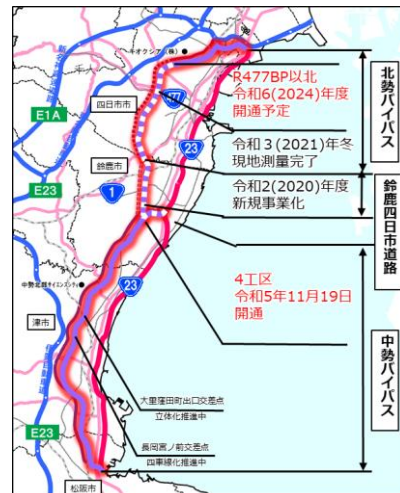 キオクシア(株)
R477BP以北
令和6(2024)年度
開通予定
北勢バイパス
E1A
四日市市
23
令和3(2021)年冬
現地測量完了
鈴鹿市
E23
1
令和2(2020)年度
新規事業化
鈴鹿四日市道路
4工区
令和5年11月19日
開通
23
津市
中勢バイパス
大里窪田町出口交差点
立体化推進中
E23
長岡宮ノ前交差点
四車線化推進中
松阪市